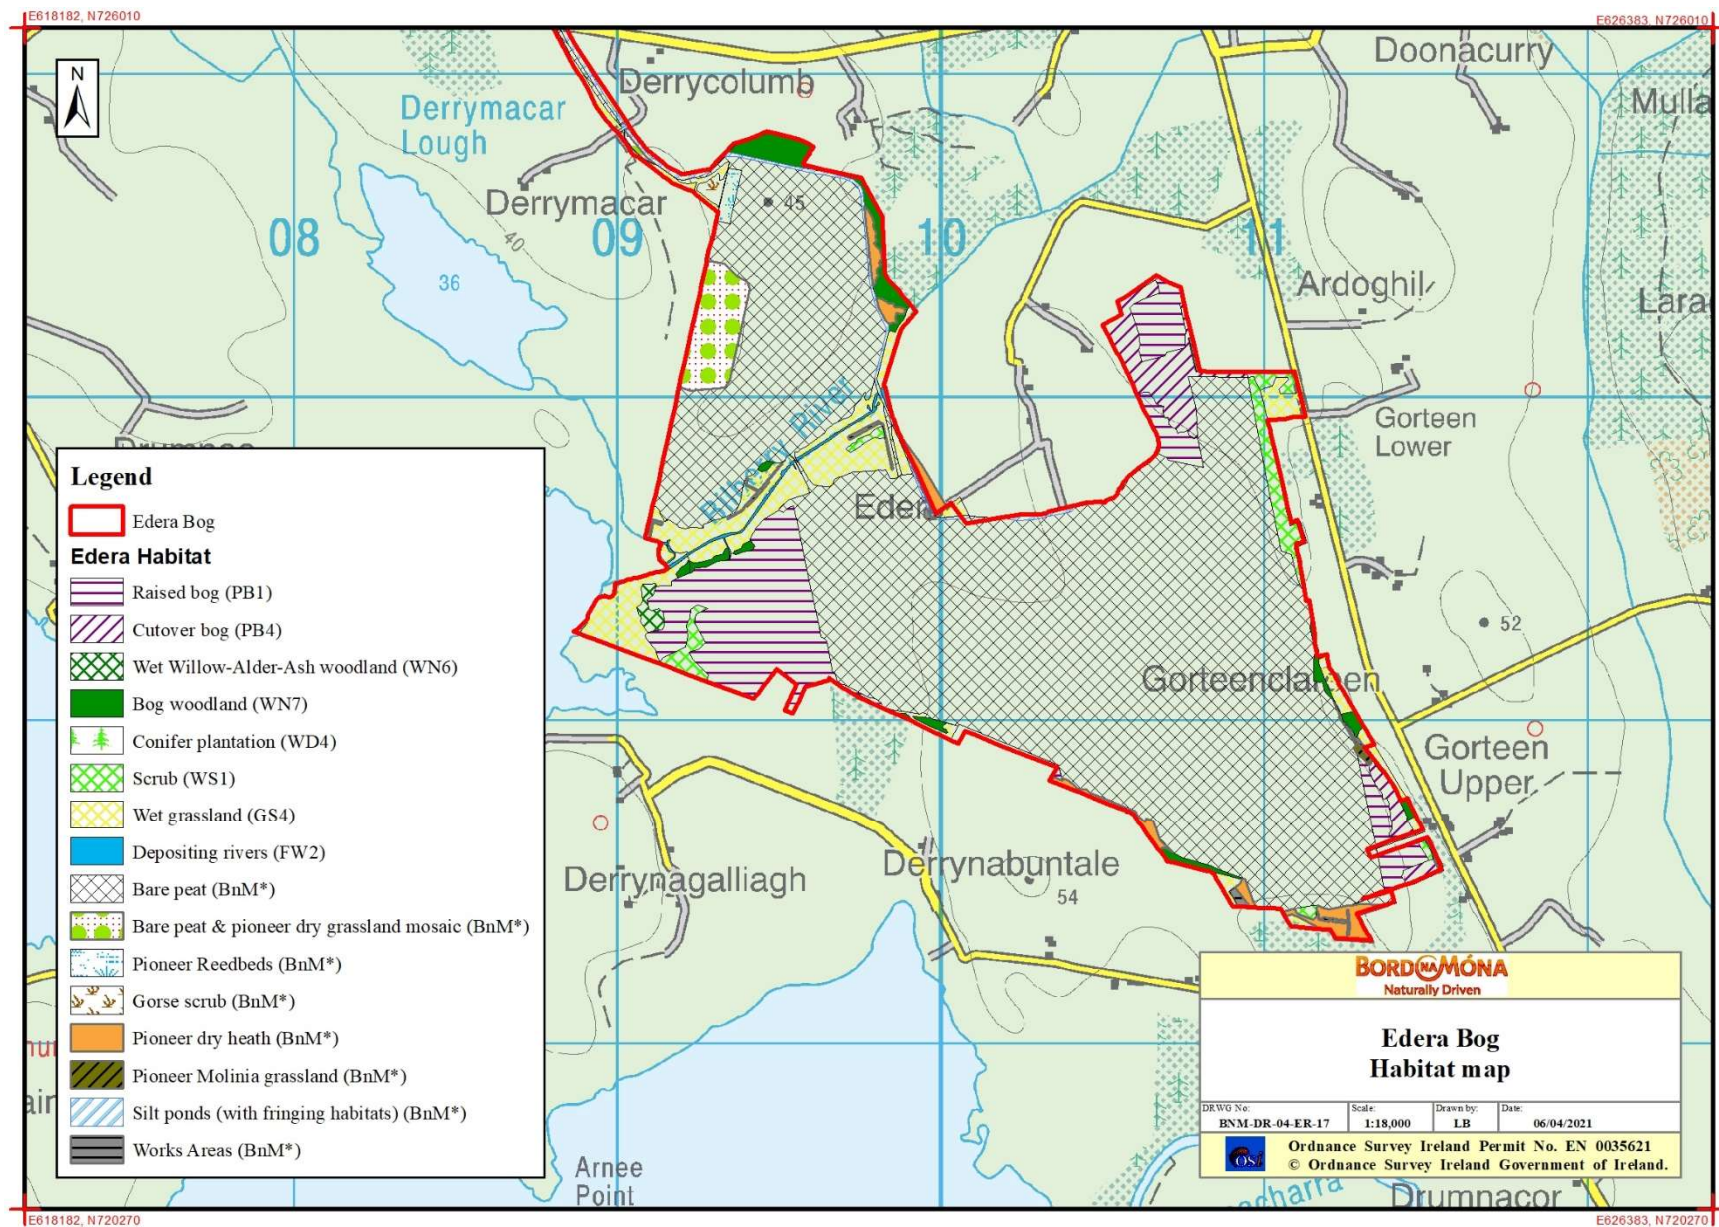 E618182, N726010
E626383, N726010
N
Doonacurry
Derrycolumb
Derrymacar
Lough
Derrymacar
45
40
08
09
10
11
36
Ardoghil
Gorteen
Lower
Bilberry River
Edera
52
Gorteenclareen
Gorteen
Upper
Derrynagalliagh
Derrynabuntale
54
Arnee
Point
Drumnacor
Legend
Edera Bog
Edera Habitat
Raised bog (PB1)
Cutover bog (PB4)
Wet Willow-Alder-Ash woodland (WN6)
Bog woodland (WN7)
Conifer plantation (WD4)
Scrub (WS1)
Wet grassland (GS4)
Depositing rivers (FW2)
Bare peat (BnM*)
Bare peat & pioneer dry grassland mosaic (BnM*)
Pioneer Reedbeds (BnM*)
Gorse scrub (BnM*)
Pioneer dry heath (BnM*)
Pioneer Molinia grassland (BnM*)
Silt ponds (with fringing habitats) (BnM*)
Works Areas (BnM*)
BORD NA MÓNA
Naturally Driven
Edera Bog
Habitat map
DRWG No: Scale: Drawn by: Date:
BNM-DR-04-ER-17 1:18,000 LB 06/04/2021
OSi
Ordnance Survey Ireland Permit No. EN 0035621
© Ordnance Survey Ireland Government of Ireland.
E618182, N720270
E626383, N720270